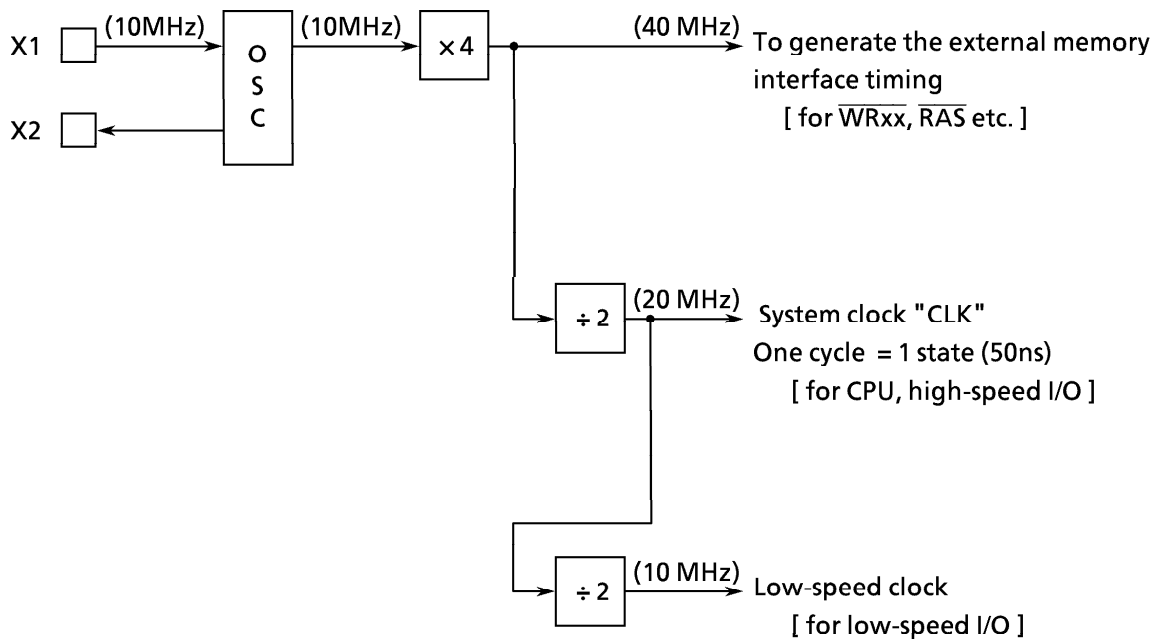 X1
(10MHz)
O
S
C
(10MHz)
×4
(40 MHz)
To generate the external memory
interface timing
[ for W̅R̅x̅x̅, R̅A̅S̅ etc. ]
X2
÷2
(20 MHz)
System clock "CLK"
One cycle = 1 state (50ns)
[ for CPU, high-speed I/O ]
÷2
(10 MHz)
Low-speed clock
[ for low-speed I/O ]